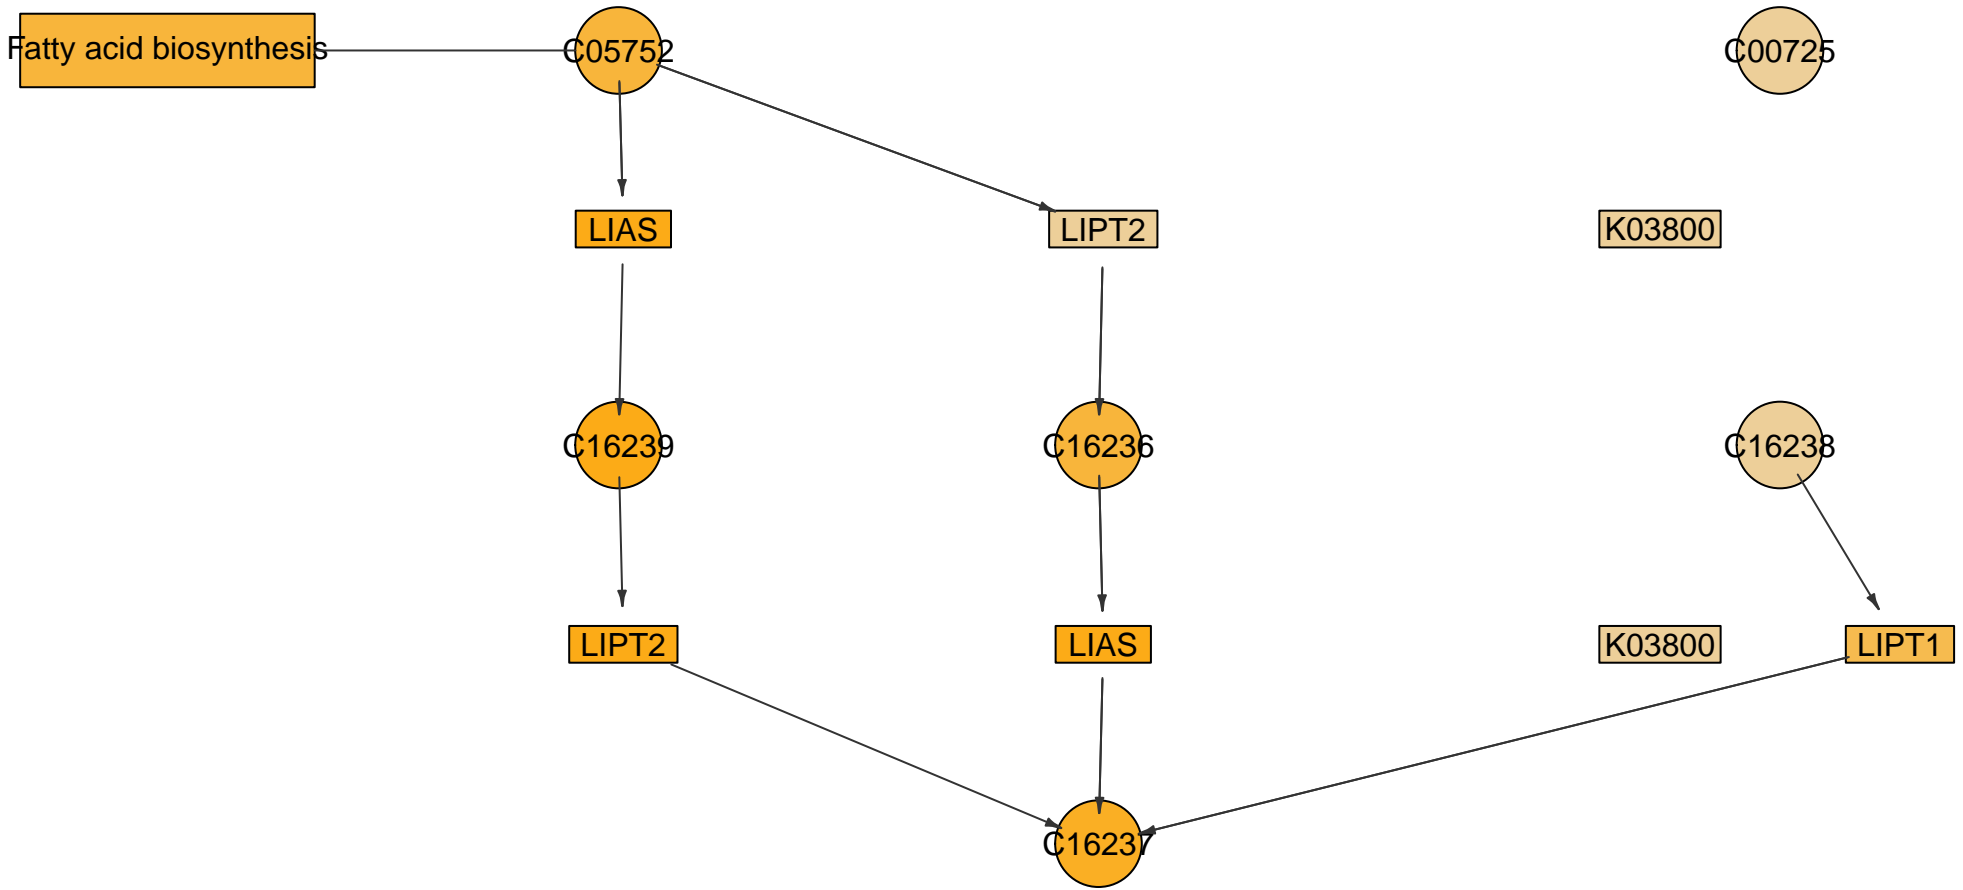 Fatty acid biosynthesis
C05752
C00725
LIAS
LIPT2
K03800
C16239
C16236
C16238
LIPT2
LIAS
K03800
LIPT1
C16237